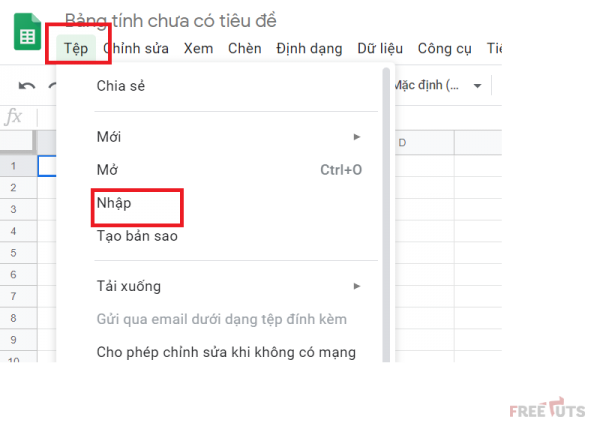 Bảng tính chưa có tiêu đề
Tệp Chỉnh sửa Xem Chèn Định dạng Dữ liệu Công cụ
Chia sẻ
Mặc định (...
fx
Mới
D
Mở Ctrl+O
1
2
Nhập
3
Tạo bản sao
4
5
6
Tải xuống
7
Gửi qua email dưới dạng tệp đính kèm
8
9
Cho phép chỉnh sửa khi không có mạng
10
FREETUTS